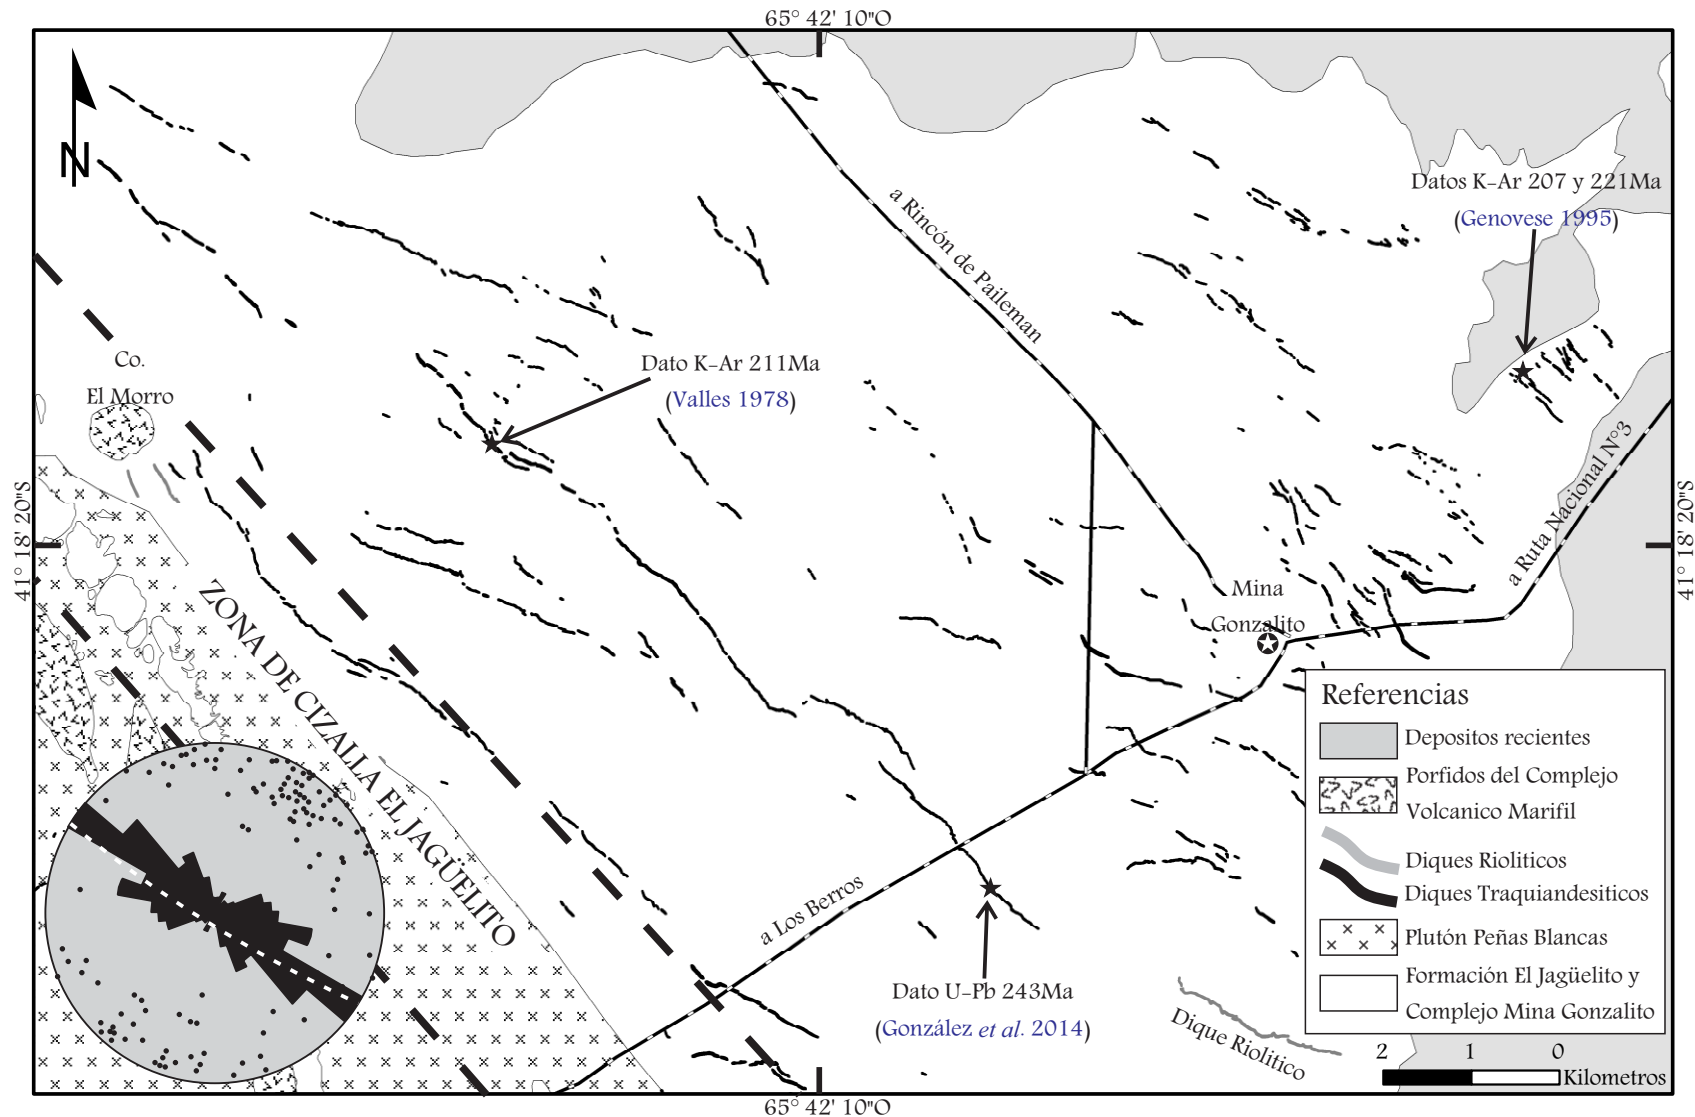 65° 42' 10"O
N
Datos K-Ar 207 y 221Ma
(Genovese 1995)
a Rincón de Paileman
Co.
El Morro
Dato K-Ar 211Ma
(Valles 1978)
41° 18' 20"S
41° 18' 20"S
a Ruta Nacional N°3
Mina
Gonzalito
ZONA DE CIZALLA EL JAGÜELITO
a Los Berros
Dato U-Pb 243Ma
(González et al. 2014)
Dique Riolitico
Referencias
Depositos recientes
Porfidos del Complejo
Volcanico Marifil
Diques Rioliticos
Diques Traquiandesiticos
Plutón Peñas Blancas
Formación El Jagüelito y
Complejo Mina Gonzalito
2 1 0
Kilometros
65° 42' 10"O